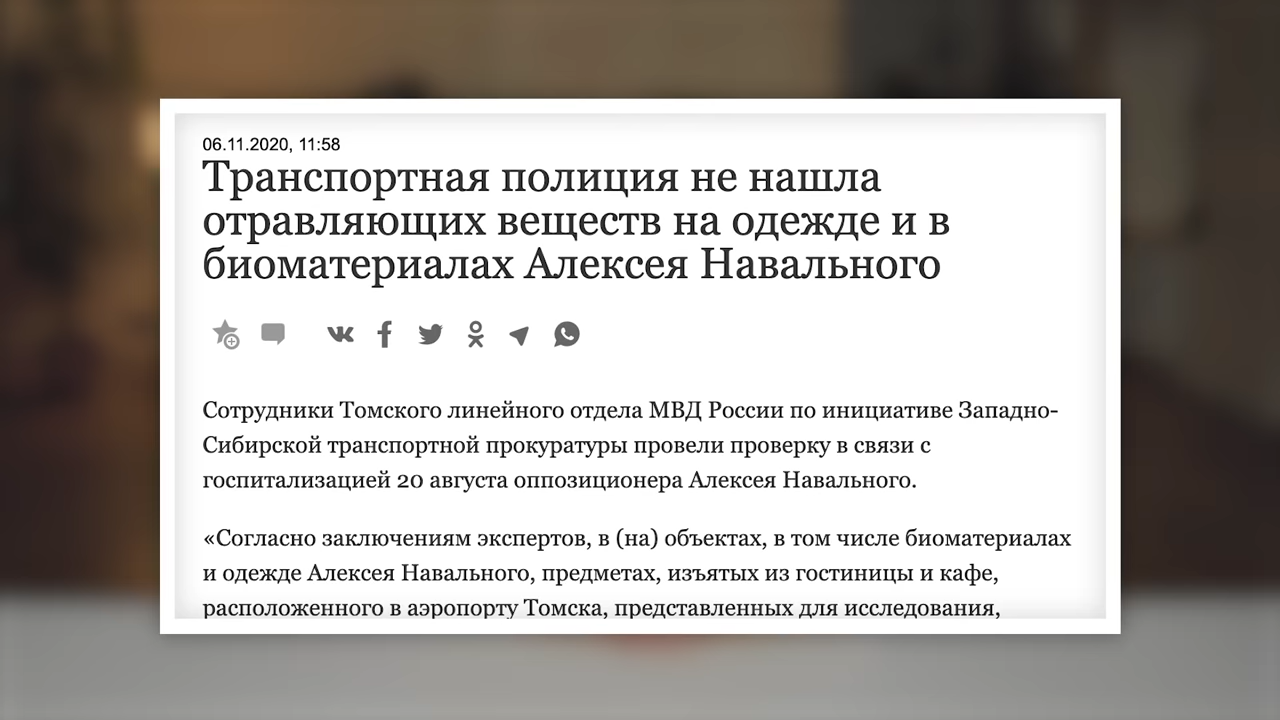 06.11.2020, 11:58
Транспортная полиция не нашла
отравляющих веществ на одежде и в
биоматериалах Алексея Навального
Сотрудники Томского линейного отдела МВД России по инициативе Западно-
Сибирской транспортной прокуратуры провели проверку в связи с
госпитализацией 20 августа оппозиционера Алексея Навального.
«Согласно заключениям экспертов, в (на) объектах, в том числе биоматериалах
и одежде Алексея Навального, предметах, изъятых из гостиницы и кафе,
расположенного в аэропорту Томска, представленных для исследования,